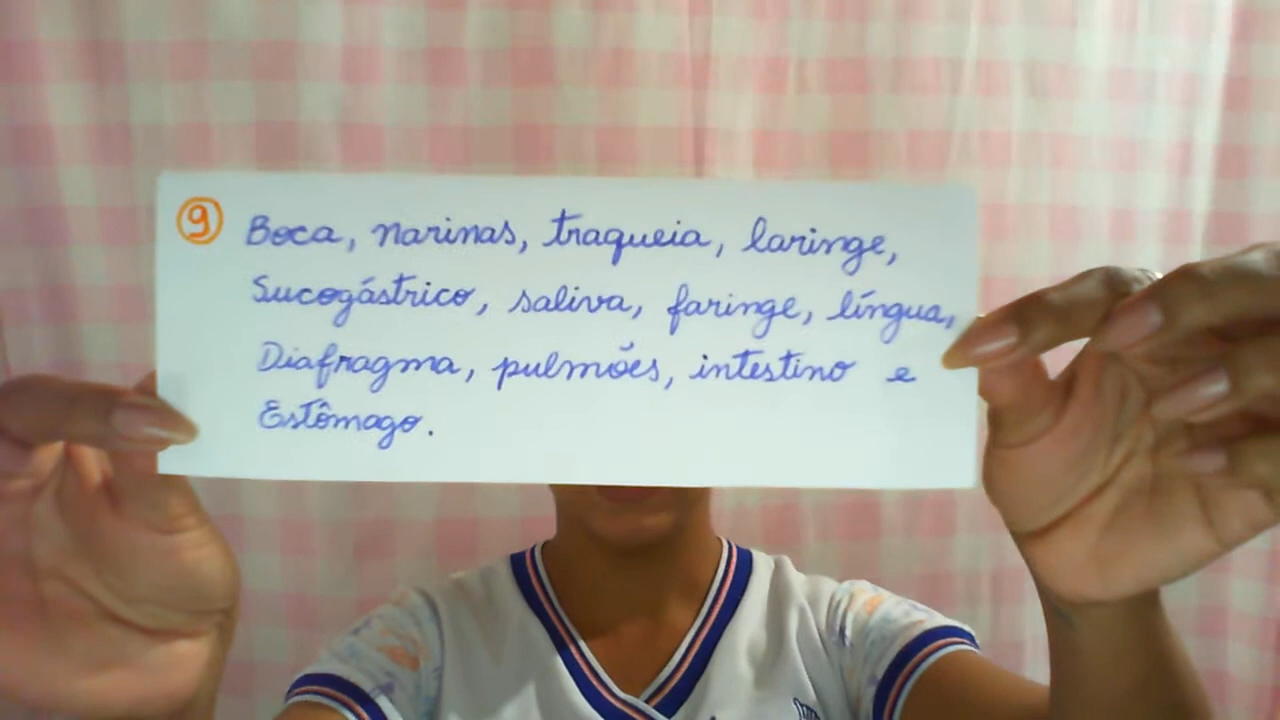 9 Boca, narinas, traqueia, laringe,
Sucogástrico, saliva, faringe, língua,
Diafragma, pulmões, intestino e
Estômago.